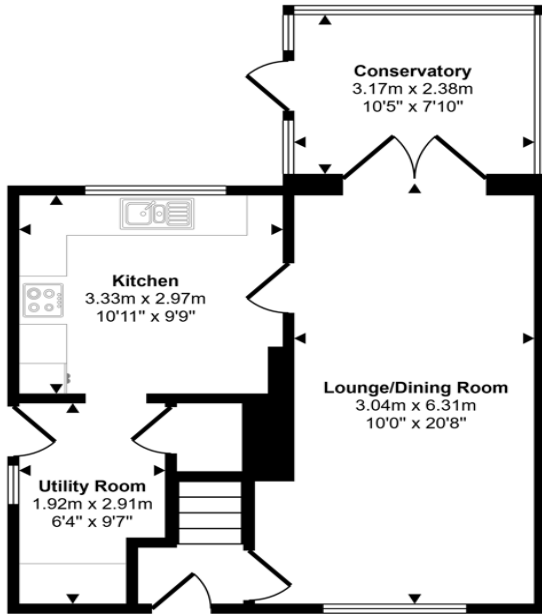 Conservatory
3.17m x 2.38m
10'5" x 7'10"
Kitchen
3.33m x 2.97m
10'11" x 9'9"
Lounge/Dining Room
3.04m x 6.31m
10'0" x 20'8"
Utility Room
1.92m x 2.91m
6'4" x 9'7"